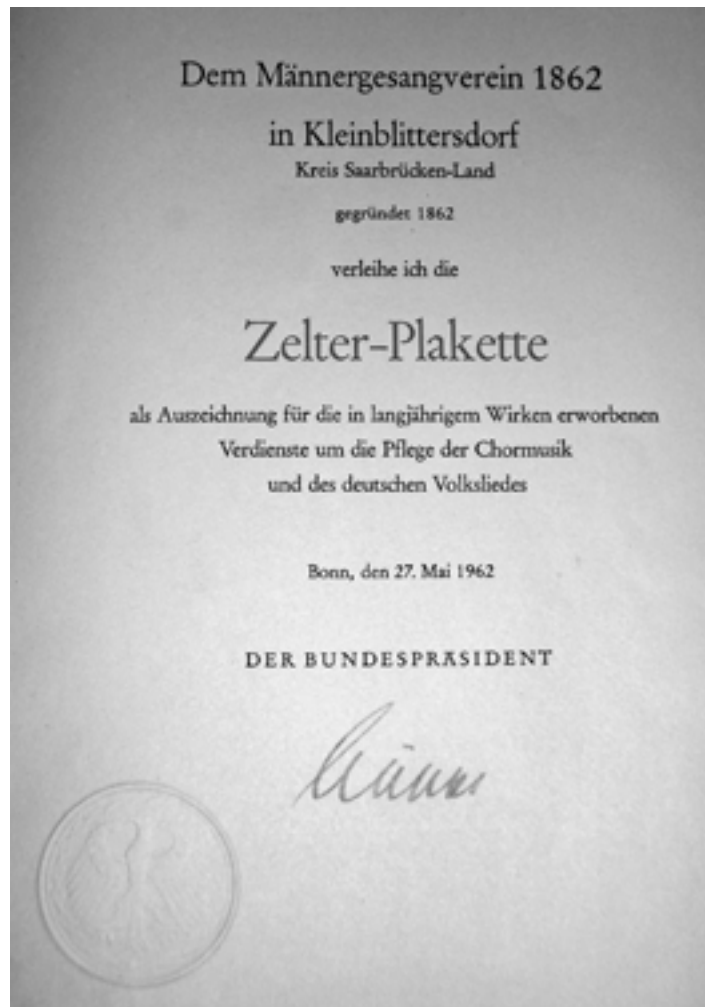 Dem Männergesangverein 1862
in Kleinblittersdorf
Kreis Saarbrücken-Land
gegründet 1862
verleihe ich die
Zelter-Plakette
als Auszeichnung für die in langjährigem Wirken erworbenen
Verdienste um die Pflege der Chormusik
und des deutschen Volksliedes
Bonn, den 27. Mai 1962
DER BUNDESPRÄSIDENT